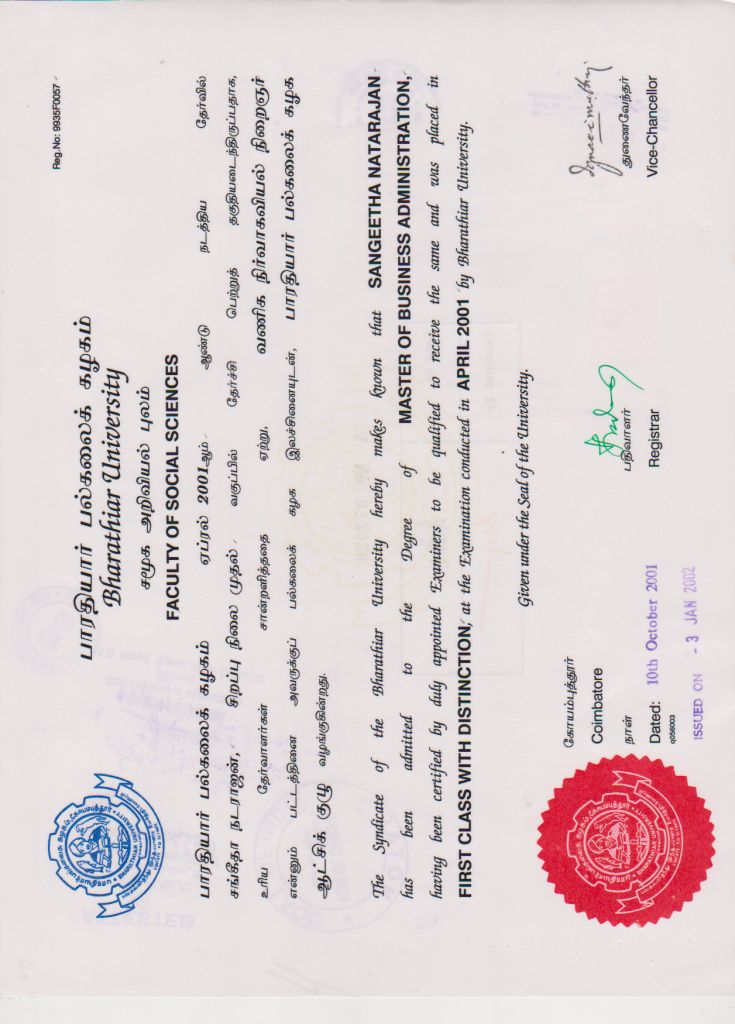 Reg.No: 9935F0057
பாரதியார் பல்கலைக் கழகம்
Bharathiar University
சமூக அறிவியல் புலம்
FACULTY OF SOCIAL SCIENCES
பாரதியார் பல்கலைக் கழகம் ஏப்ரல் 2001ஆம் ஆண்டு நடத்திய தேர்வில்
சங்கீதா நடராஜன், சிறப்பு நிலை முதல் வகுப்பில் தேர்ச்சி பெற்றுத் தகுதியடைந்திருப்பதாக,
உரிய தேர்வாளர்கள் சான்றளித்ததை ஏற்று, வணிக நிர்வாகவியல் நிறைஞர்
என்னும் பட்டத்தினை அவருக்குப் பல்கலைக் கழக இலச்சினையுடன், பாரதியார் பல்கலைக் கழக
ஆட்சிக் குழு வழங்குகின்றது.
The Syndicate of the Bharathiar University hereby makes known that SANGEETHA NATARAJAN
has been admitted to the Degree of MASTER OF BUSINESS ADMINISTRATION,
having been certified by duly appointed Examiners to be qualified to receive the same and was placed in
FIRST CLASS WITH DISTINCTION, at the Examination conducted in APRIL 2001 by Bharathiar University.
Given under the Seal of the University.
கோயம்புத்தூர்
Coimbatore
நாள்
Dated: 10th October 2001
q056003
ISSUED ON - 3 JAN 2002
பதிவாளர்
Registrar
துணைவேந்தர்
Vice-Chancellor